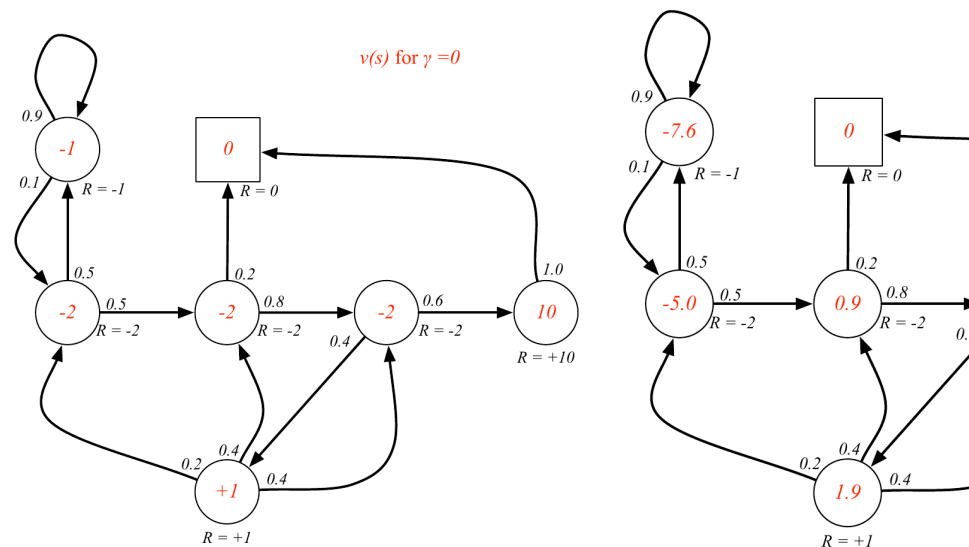 v(s) for γ =0
0.9
-1
0.1
R = -1
0
R = 0
0.5
-2
0.5
R = -2
0.2
-2
0.8
R = -2
-2
0.6
R = -2
0.4
1.0
10
R = +10
0.2
0.4
0.4
+1
R = +1
0.9
-7.6
0.1
R = -1
0
R = 0
0.5
-5.0
0.5
R = -2
0.2
0.9
0.8
R = -2
0.2
0.4
0.4
1.9
R = +1